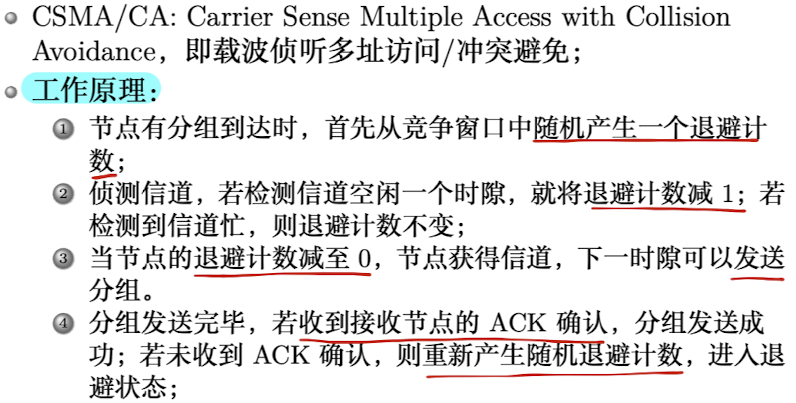 CSMA/CA: Carrier Sense Multiple Access with Collision
Avoidance，即载波侦听多址访问/冲突避免；
工作原理：
1 节点有分组到达时，首先从竞争窗口中随机产生一个退避计
数；
2 侦测信道，若检测信道空闲一个时隙，就将退避计数减 1；若
检测到信道忙，则退避计数不变；
3 当节点的退避计数减至 0，节点获得信道，下一时隙可以发送
分组。
4 分组发送完毕，若收到接收节点的 ACK 确认，分组发送成
功；若未收到 ACK 确认，则重新产生随机退避计数，进入退
避状态；